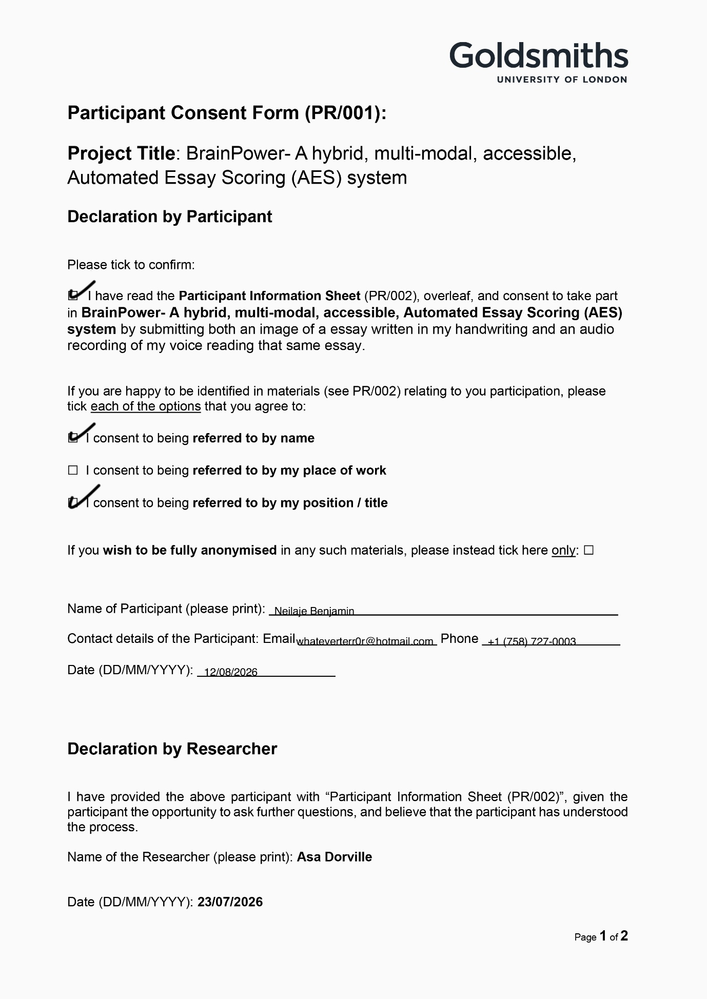 Goldsmiths
UNIVERSITY OF LONDON
Participant Consent Form (PR/001):
Project Title: BrainPower- A hybrid, multi-modal, accessible,
Automated Essay Scoring (AES) system
Declaration by Participant
Please tick to confirm:
☑ I have read the Participant Information Sheet (PR/002), overleaf, and consent to take part
in BrainPower- A hybrid, multi-modal, accessible, Automated Essay Scoring (AES)
system by submitting both an image of a essay written in my handwriting and an audio
recording of my voice reading that same essay.
If you are happy to be identified in materials (see PR/002) relating to you participation, please
tick each of the options that you agree to:
☑ I consent to being referred to by name
☐ I consent to being referred to by my place of work
☑ I consent to being referred to by my position / title
If you wish to be fully anonymised in any such materials, please instead tick here only: ☐
Name of Participant (please print): Neilaje Benjamin
Contact details of the Participant: Email whateverterr0r@hotmail.com Phone +1 (758) 727-0003
Date (DD/MM/YYYY): 12/08/2026
Declaration by Researcher
I have provided the above participant with “Participant Information Sheet (PR/002)”, given the
participant the opportunity to ask further questions, and believe that the participant has understood
the process.
Name of the Researcher (please print): Asa Dorville
Date (DD/MM/YYYY): 23/07/2026
Page 1 of 2